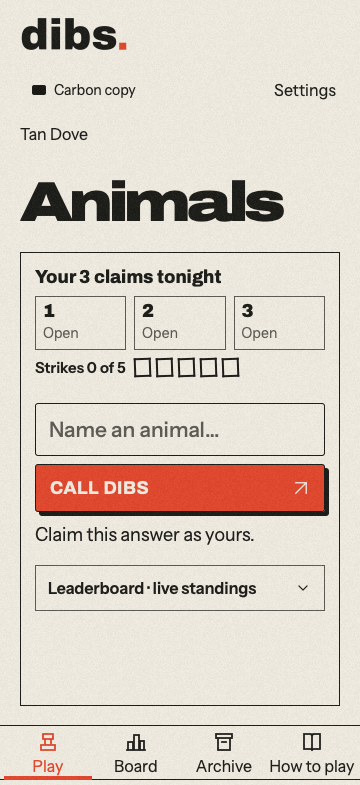 dibs.
Carbon copy
Settings
Tan Dove
Animals
Your 3 claims tonight
1
Open
2
Open
3
Open
Strikes 0 of 5
Name an animal...
CALL DIBS
Claim this answer as yours.
Leaderboard · live standings
Play
Board
Archive
How to play